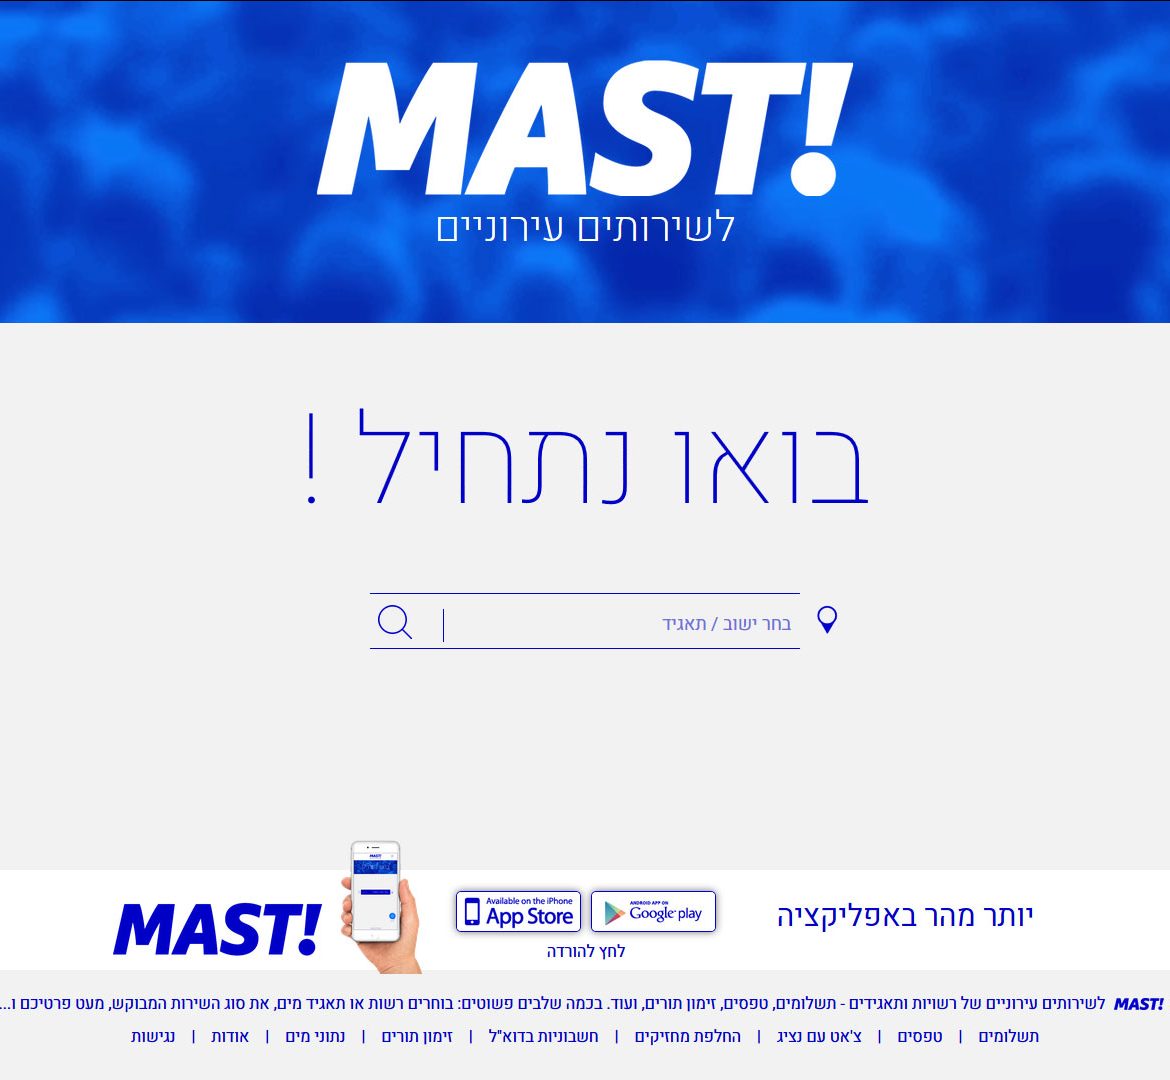 MAST!
לשירותים עירוניים
בואו נתחיל !
בחר ישוב / תאגיד
יותר מהר באפליקציה
ANDROID APP ON
Google play
Available on the iPhone
App Store
לחץ להורדה
MAST!
MAST!
MAST! לשירותים עירוניים של רשויות ותאגידים - תשלומים, טפסים, זימון תורים, ועוד. בכמה שלבים פשוטים: בוחרים רשות או תאגיד מים, את סוג השירות המבוקש, מעט פרטיכם ו...
תשלומים | טפסים | צ'אט עם נציג | החלפת מחזיקים | חשבוניות בדוא"ל | זימון תורים | נתוני מים | אודות | נגישות